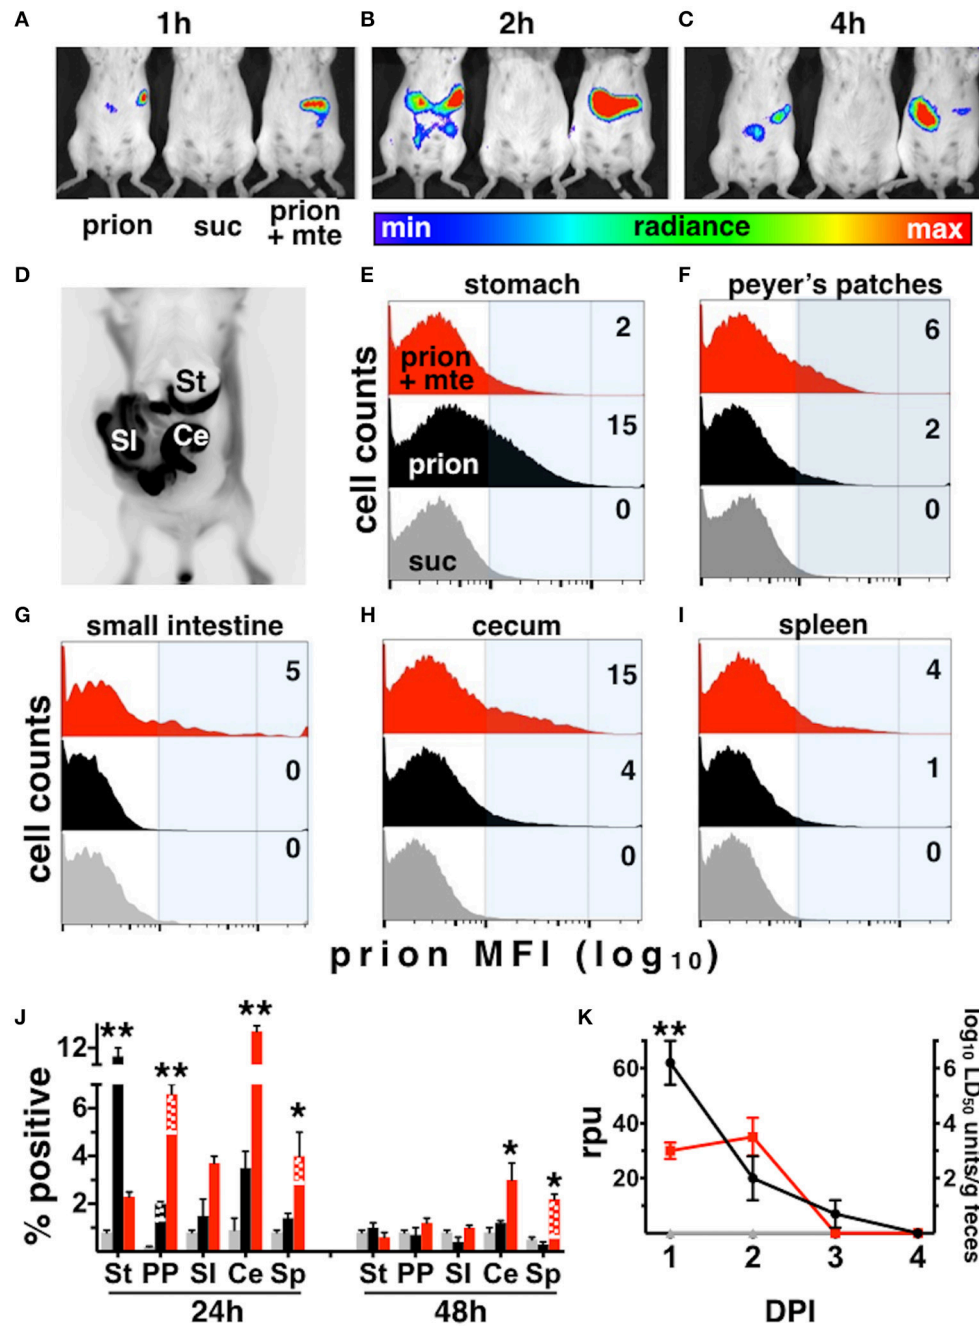 A 1h B 2h C 4h
prion suc prion + mte
min radiance max
D
St
SI Ce
E stomach
cell counts
prion + mte 2
prion 15
suc 0
F peyer's patches
6
2
0
G small intestine
cell counts
5
0
0
H cecum
15
4
0
I spleen
4
1
0
prion MFI (log10)
J
% positive
12
6
4
2
** ** ** * * *
St PP SI Ce Sp St PP SI Ce Sp
24h 48h
K
**
rpu
60
40
20
log10 LD50 units/g feces
6
4
2
1 2 3 4
DPI